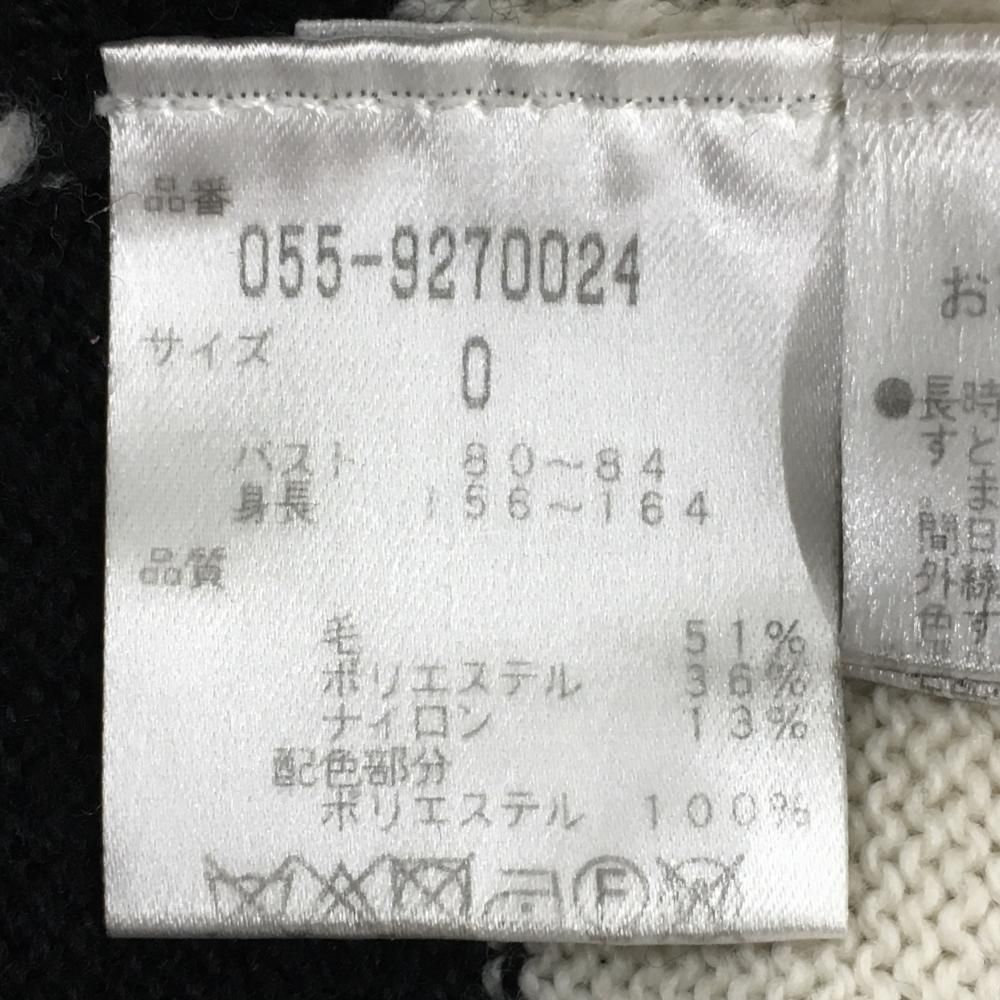 品番
055-9270024
サイズ
0
バスト 80～84
身長 156～164
品質
毛 51%
ポリエステル 36%
ナイロン 13%
配色部分
ポリエステル 100%
F W
お
●長時
すとま
間日
外線
色す